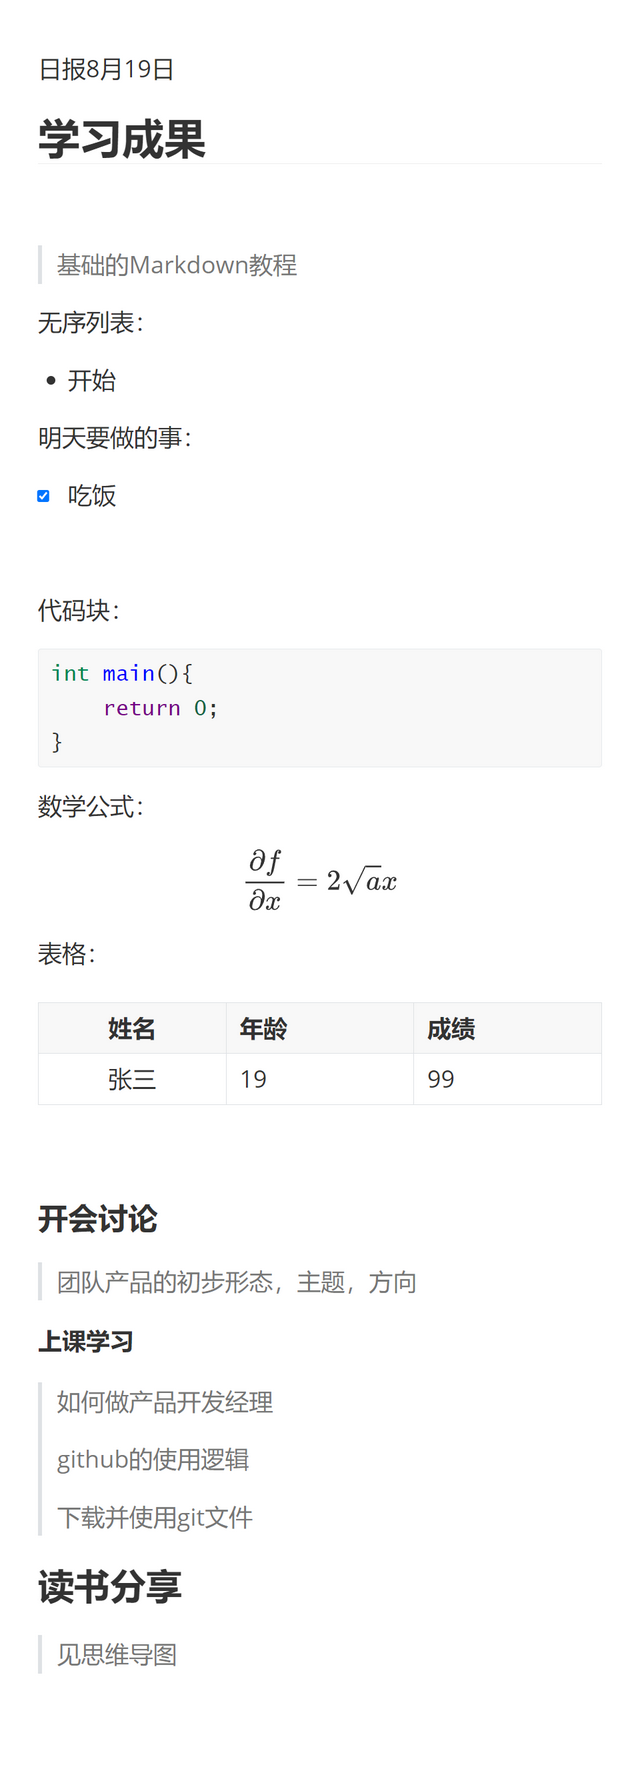 日报8月19日
学习成果
基础的Markdown教程
无序列表：
开始
明天要做的事：
吃饭
代码块：
int main(){
    return 0;
}
数学公式：
∂f/∂x = 2√a x
表格：
姓名 年龄 成绩
张三 19 99
开会讨论
团队产品的初步形态，主题，方向
上课学习
如何做产品开发经理
github的使用逻辑
下载并使用git文件
读书分享
见思维导图